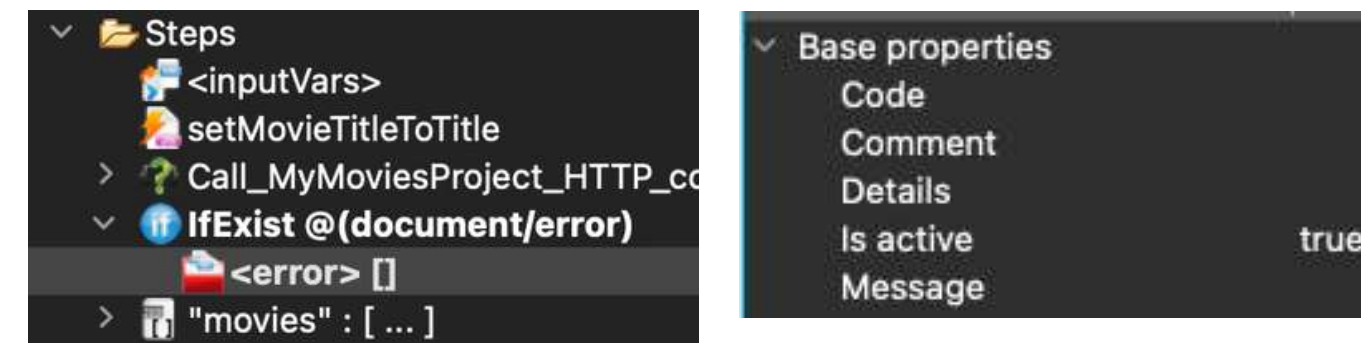 Steps
<inputVars>
setMovieTitleToTitle
Call_MyMoviesProject_HTTP_co
IfExist @(document/error)
<error> []
"movies" : [ ... ]
Base properties
Code
Comment
Details
Is active true
Message